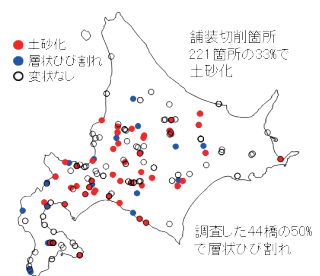 土砂化
層状ひび割れ
変状なし
舗装切削箇所
221箇所の33%で
土砂化
調査した44橋の50%
で層状ひび割れ